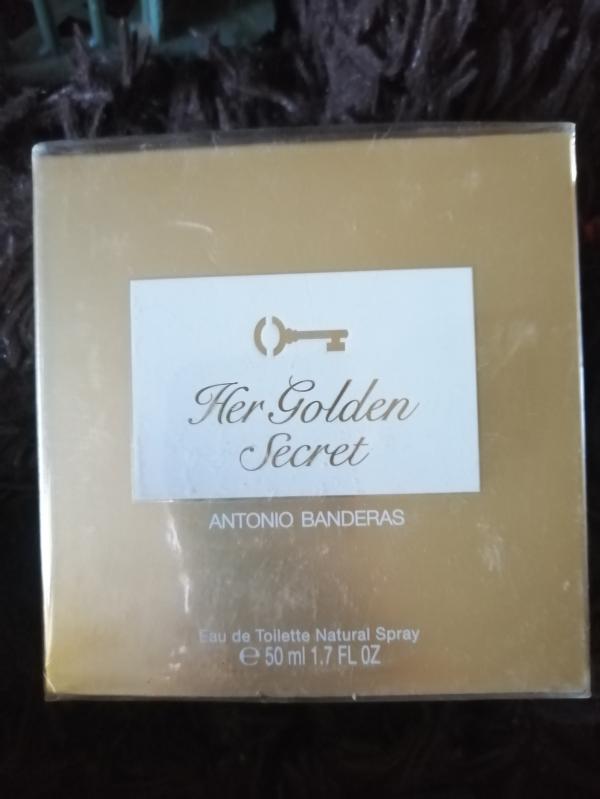 Her Golden
Secret
ANTONIO BANDERAS
Eau de Toilette Natural Spray
℮ 50 ml 1.7 FL OZ